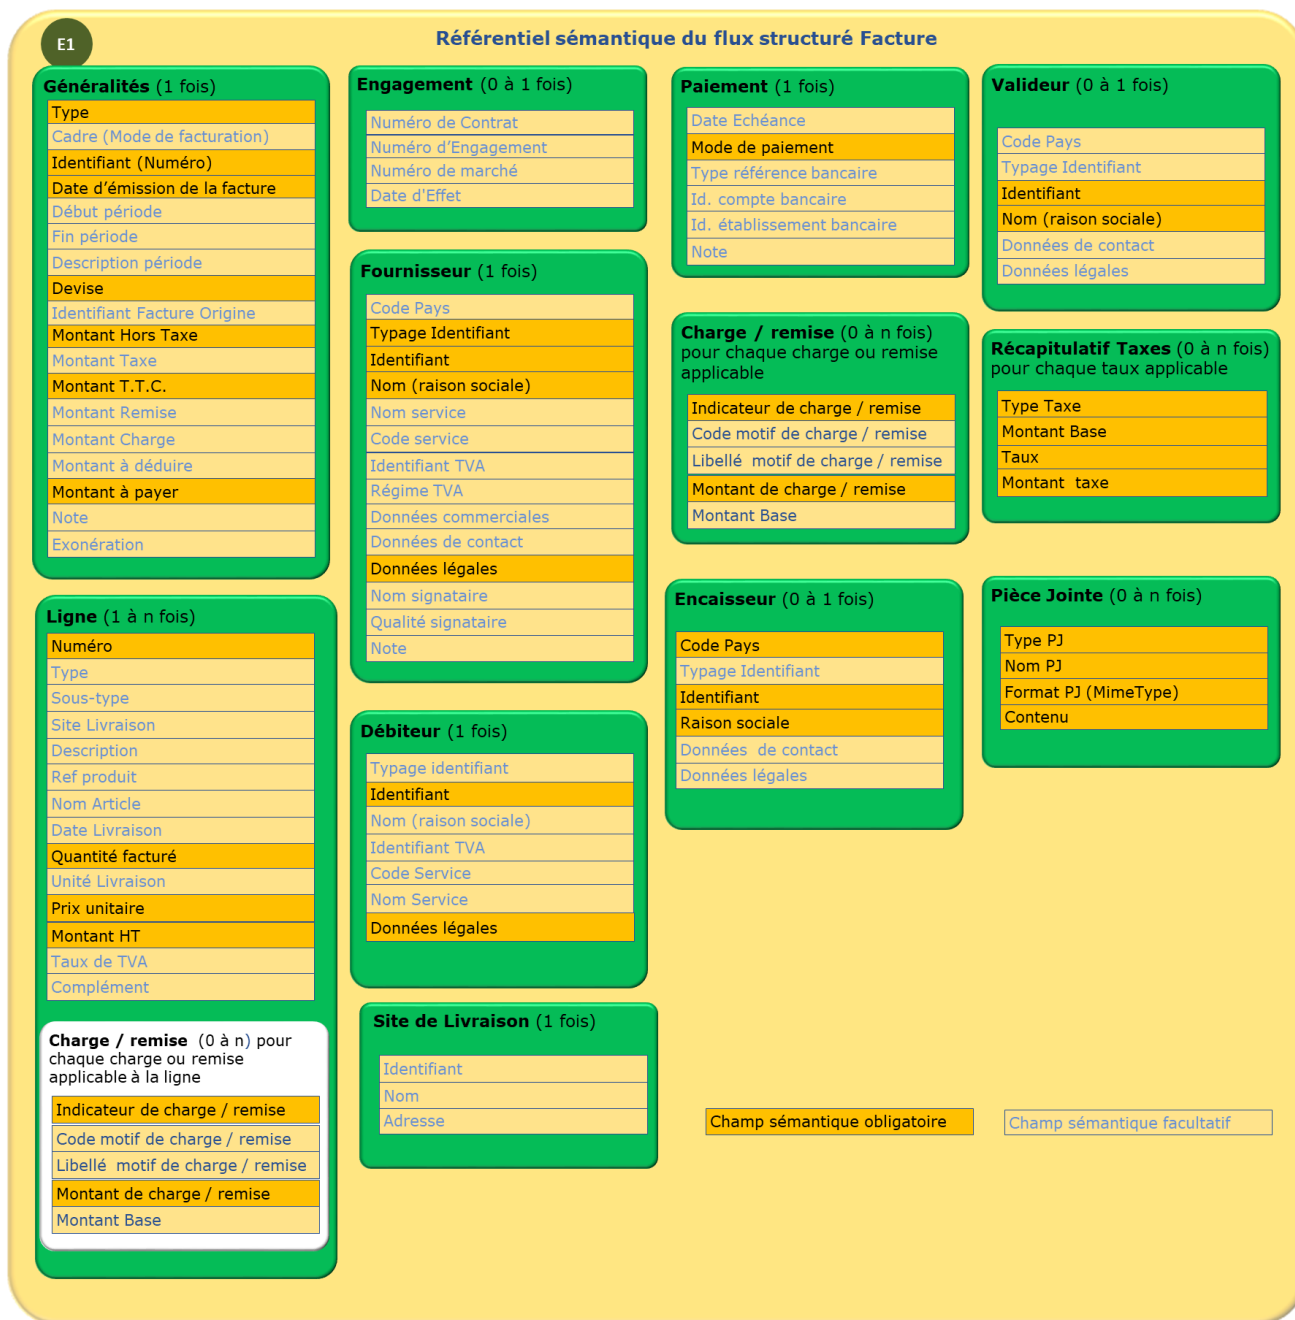 E1
Référentiel sémantique du flux structuré Facture
Généralités (1 fois)
Type
Cadre (Mode de facturation)
Identifiant (Numéro)
Date d'émission de la facture
Début période
Fin période
Description période
Devise
Identifiant Facture Origine
Montant Hors Taxe
Montant Taxe
Montant T.T.C.
Montant Remise
Montant Charge
Montant à déduire
Montant à payer
Note
Exonération
Ligne (1 à n fois)
Numéro
Type
Sous-type
Site Livraison
Description
Ref produit
Nom Article
Date Livraison
Quantité facturé
Unité Livraison
Prix unitaire
Montant HT
Taux de TVA
Complément
Charge / remise (0 à n) pour
chaque charge ou remise
applicable à la ligne
Indicateur de charge / remise
Code motif de charge / remise
Libellé motif de charge / remise
Montant de charge / remise
Montant Base
Engagement (0 à 1 fois)
Numéro de Contrat
Numéro d'Engagement
Numéro de marché
Date d'Effet
Fournisseur (1 fois)
Code Pays
Typage Identifiant
Identifiant
Nom (raison sociale)
Nom service
Code service
Identifiant TVA
Régime TVA
Données commerciales
Données de contact
Données légales
Nom signataire
Qualité signataire
Note
Débiteur (1 fois)
Typage identifiant
Identifiant
Nom (raison sociale)
Identifiant TVA
Code Service
Nom Service
Données légales
Site de Livraison (1 fois)
Identifiant
Nom
Adresse
Paiement (1 fois)
Date Echéance
Mode de paiement
Type référence bancaire
Id. compte bancaire
Id. établissement bancaire
Note
Charge / remise (0 à n fois)
pour chaque charge ou remise
applicable
Indicateur de charge / remise
Code motif de charge / remise
Libellé motif de charge / remise
Montant de charge / remise
Montant Base
Encaisseur (0 à 1 fois)
Code Pays
Typage Identifiant
Identifiant
Raison sociale
Données de contact
Données légales
Valideur (0 à 1 fois)
Code Pays
Typage Identifiant
Identifiant
Nom (raison sociale)
Données de contact
Données légales
Récapitulatif Taxes (0 à n fois)
pour chaque taux applicable
Type Taxe
Montant Base
Taux
Montant taxe
Pièce Jointe (0 à n fois)
Type PJ
Nom PJ
Format PJ (MimeType)
Contenu
Champ sémantique obligatoire
Champ sémantique facultatif